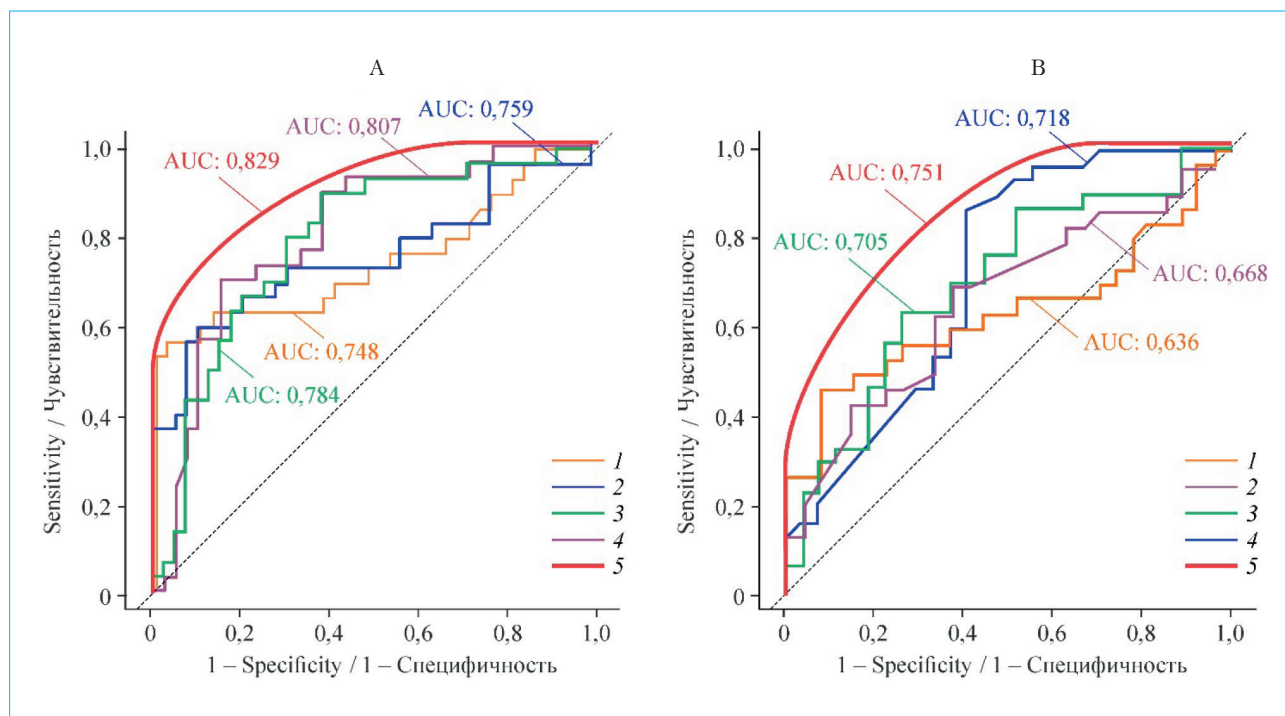 A
AUC: 0,759
AUC: 0,807
AUC: 0,829
AUC: 0,748
AUC: 0,784
Sensitivity / Чувствительность
1,0
0,8
0,6
0,4
0,2
0
0 0,2 0,4 0,6 0,8 1,0
1 – Specificity / 1 – Специфичность
1
2
3
4
5
B
AUC: 0,718
AUC: 0,751
AUC: 0,705
AUC: 0,668
AUC: 0,636
Sensitivity / Чувствительность
1,0
0,8
0,6
0,4
0,2
0
0 0,2 0,4 0,6 0,8 1,0
1 – Specificity / 1 – Специфичность
1
2
3
4
5